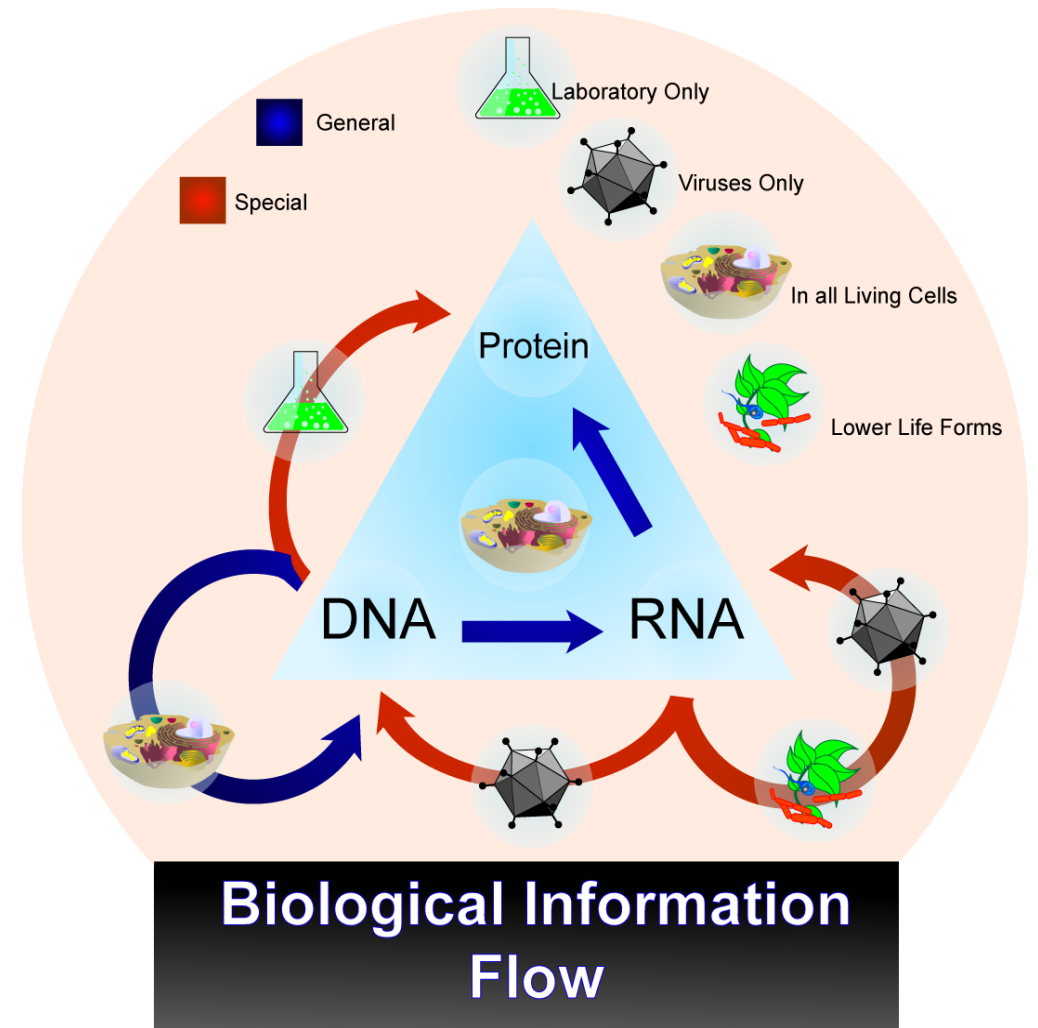 Laboratory Only
General
Viruses Only
Special
In all Living Cells
Protein
Lower Life Forms
DNA
RNA
Biological Information
Flow